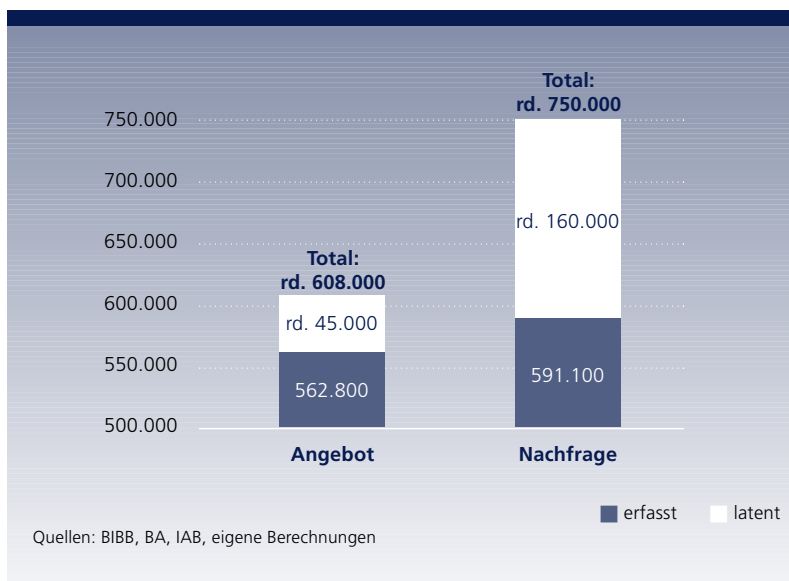 Total:
rd. 750.000
750.000
700.000
rd. 160.000
650.000
Total:
rd. 608.000
600.000
rd. 45.000
550.000
562.800
591.100
500.000
Angebot
Nachfrage
erfasst
latent
Quellen: BIBB, BA, IAB, eigene Berechnungen